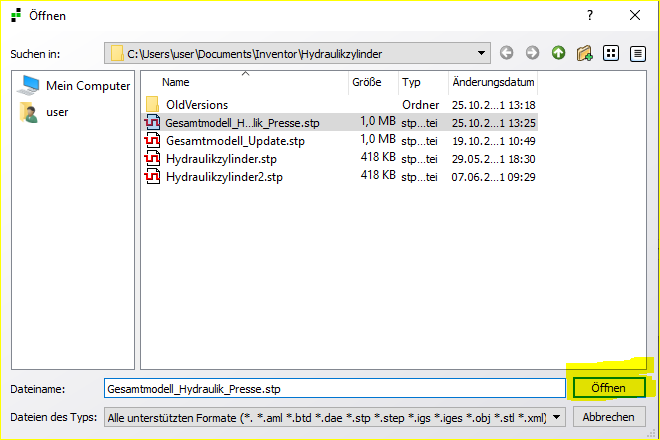 Öffnen
Suchen in: C:\Users\user\Documents\Inventor\Hydraulikzylinder
Mein Computer
user
Name Größe Typ Änderungsdatum
OldVersions Ordner 25.10.2...1 13:18
Gesamtmodell_H...lik_Presse.stp 1,0 MB stp...tei 25.10.2...1 13:25
Gesamtmodell_Update.stp 1,0 MB stp...tei 19.10.2...1 10:49
Hydraulikzylinder.stp 418 KB stp...tei 29.05.2...1 18:30
Hydraulikzylinder2.stp 418 KB stp...tei 07.06.2...1 09:29
Dateiname: Gesamtmodell_Hydraulik_Presse.stp Öffnen
Dateien des Typs: Alle unterstützten Formate (*. *.aml *.btd *.dae *.stp *.step *.igs *.iges *.obj *.stl *.xml) Abbrechen